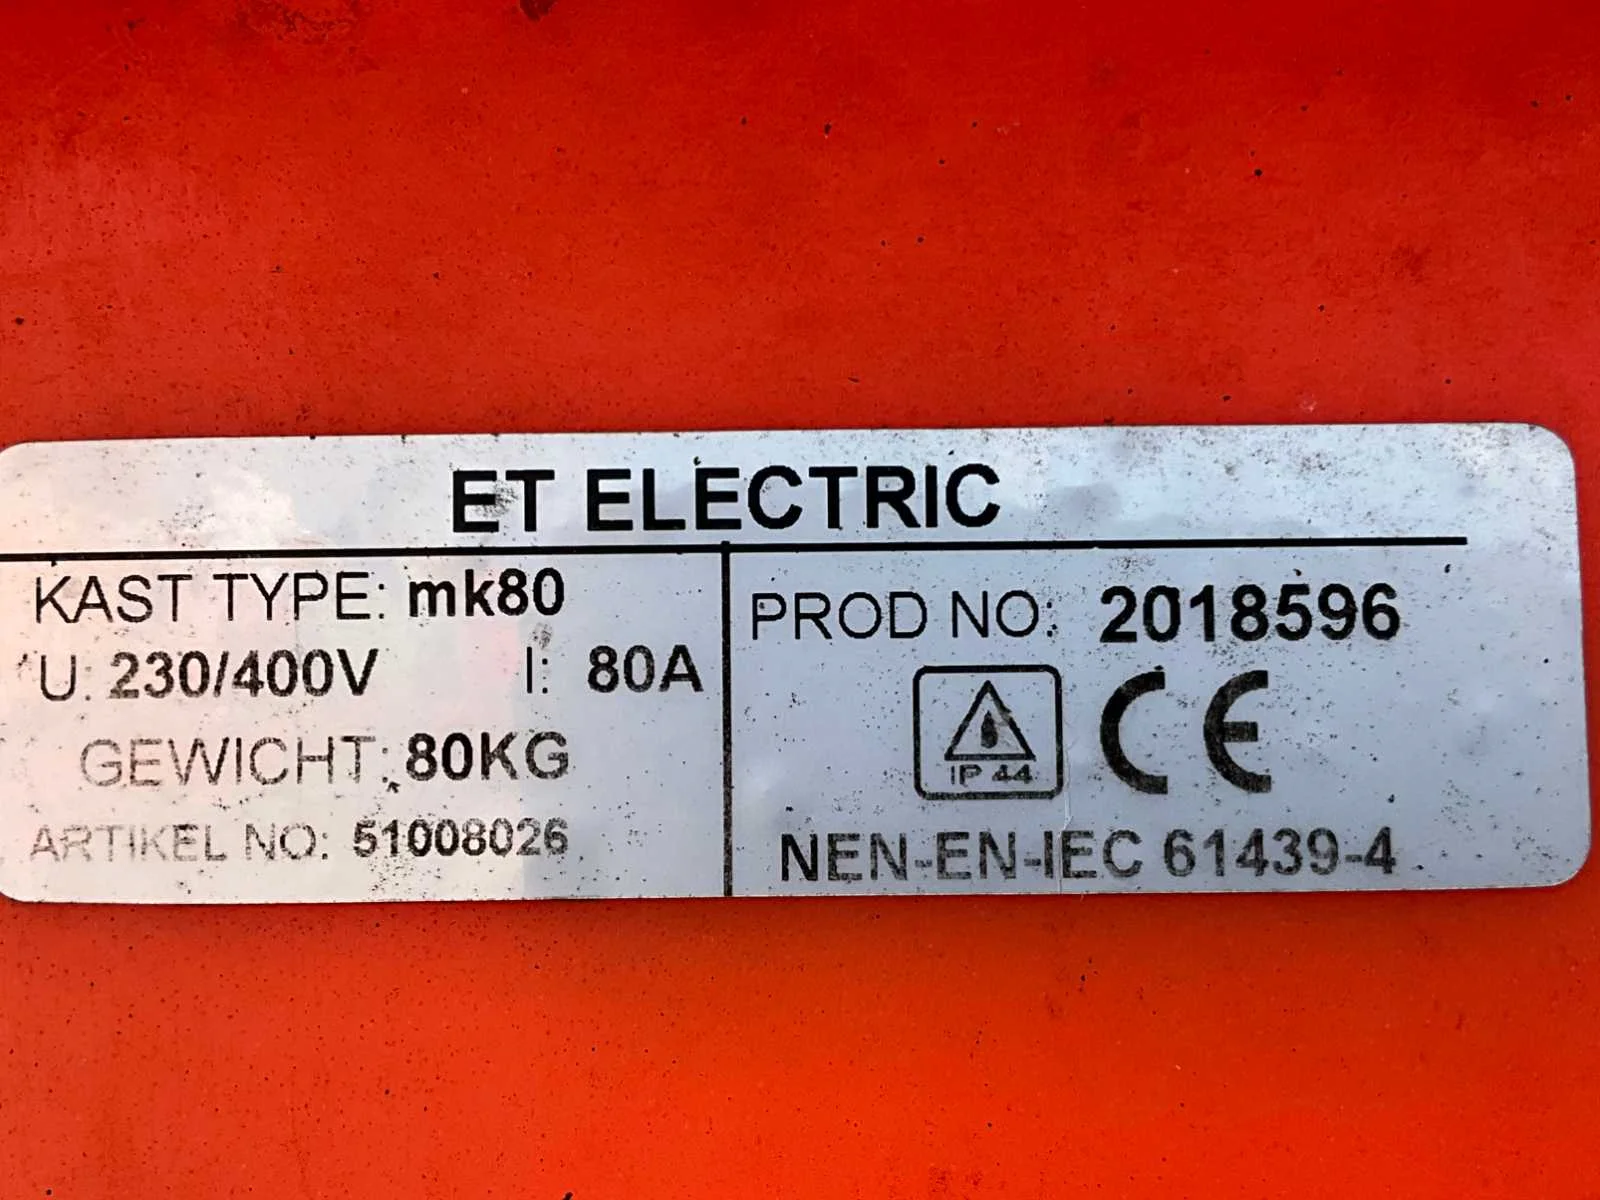 ET ELECTRIC
KAST TYPE: mk80
U: 230/400V I: 80A
GEWICHT: 80KG
ARTIKEL NO: 51008026
PROD NO: 2018596
IP 44
CE
NEN-EN-IEC 61439-4